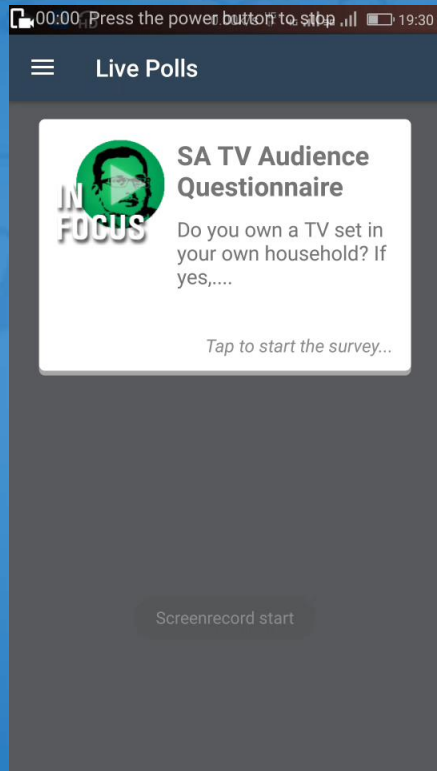 00:00 Press the power button to stop 19:30
Live Polls
IN
FOCUS
SA TV Audience
Questionnaire
Do you own a TV set in
your own household? If
yes,....
Tap to start the survey...
Screenrecord start